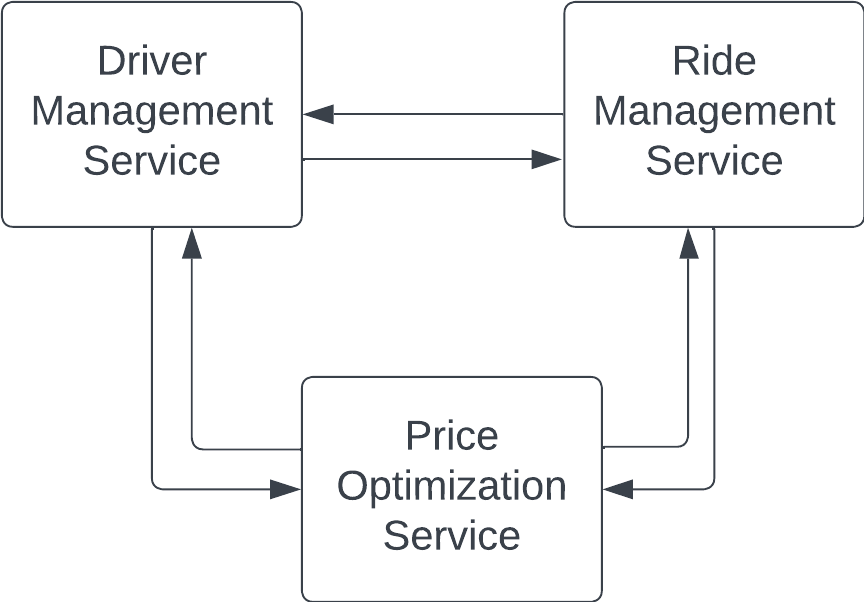 Driver
Management
Service
Ride
Management
Service
Price
Optimization
Service